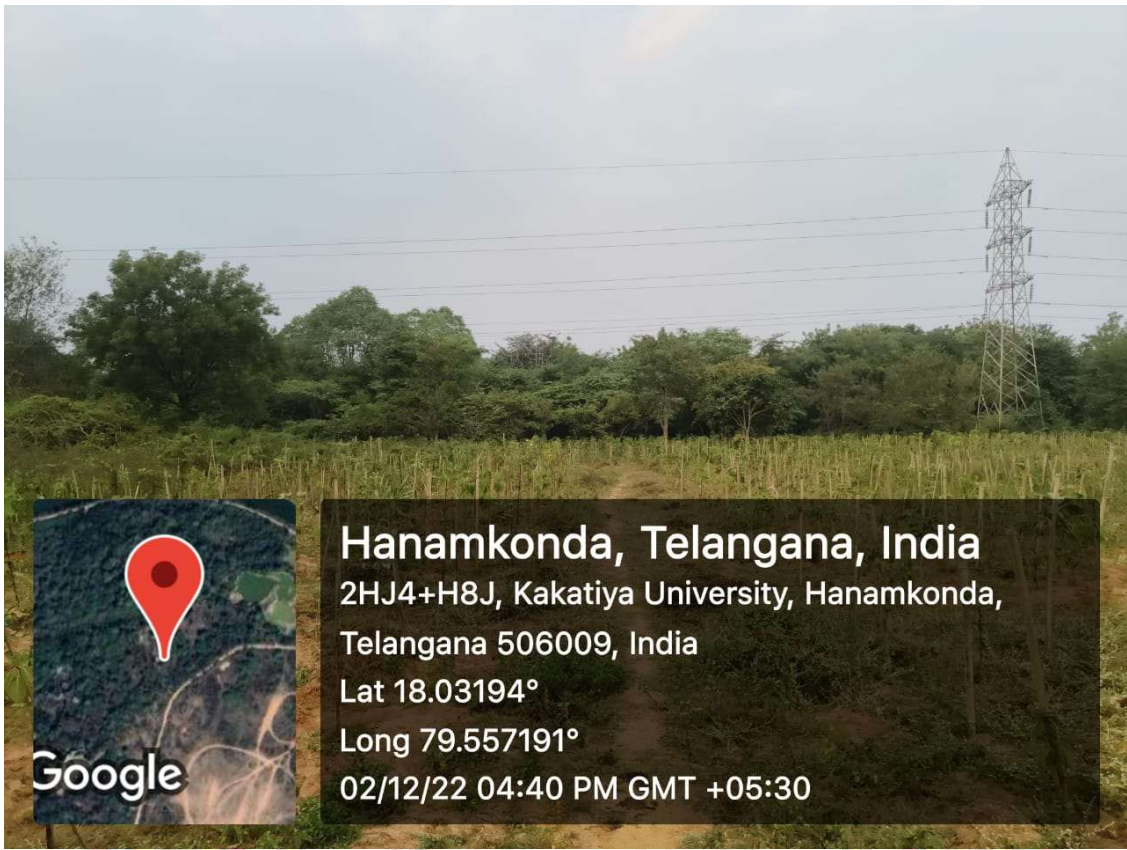 Hanamkonda, Telangana, India
2HJ4+H8J, Kakatiya University, Hanamkonda,
Telangana 506009, India
Lat 18.03194°
Long 79.557191°
02/12/22 04:40 PM GMT +05:30
Google